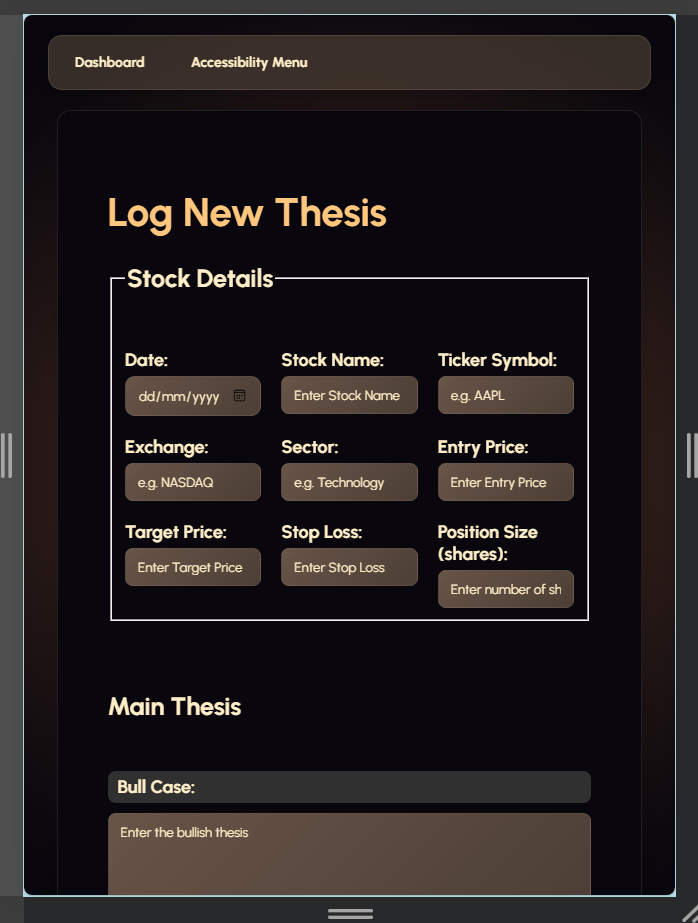 Dashboard Accessibility Menu
Log New Thesis
Stock Details
Date: Stock Name: Ticker Symbol:
dd/mm/yyyy Enter Stock Name e.g. AAPL
Exchange: Sector: Entry Price:
e.g. NASDAQ e.g. Technology Enter Entry Price
Target Price: Stop Loss: Position Size
(shares):
Enter Target Price Enter Stop Loss
Enter number of sh
Main Thesis
Bull Case:
Enter the bullish thesis